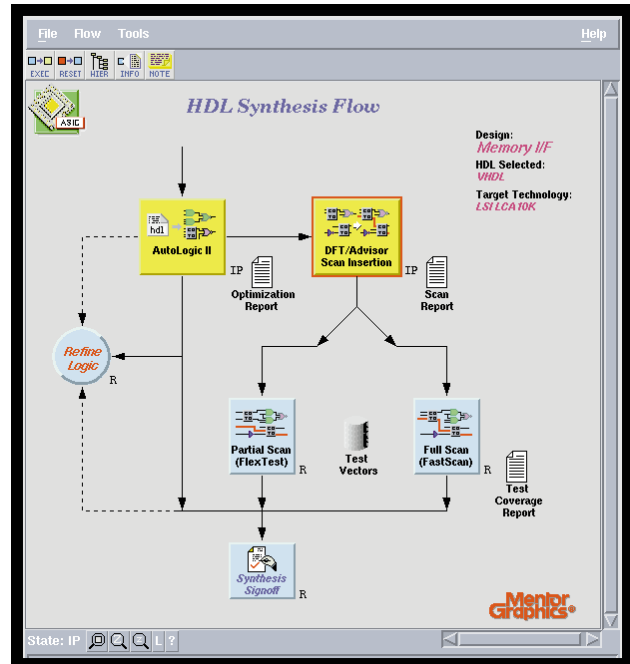 File Flow Tools Help
EXEC RESET HIER INFO NOTE
ASIC
HDL Synthesis Flow
Design:
Memory I/F
HDL Selected:
VHDL
Target Technology:
LSI LCA10K
hdl
AutoLogic II
DFT/Advisor
Scan Insertion
IP
Optimization
Report
IP
Scan
Report
Refine
Logic
R
Partial Scan
(FlexTest)
R
Test
Vectors
Full Scan
(FastScan)
R
Test
Coverage
Report
Synthesis
Signoff
R
Mentor
Graphics
State: IP L ?